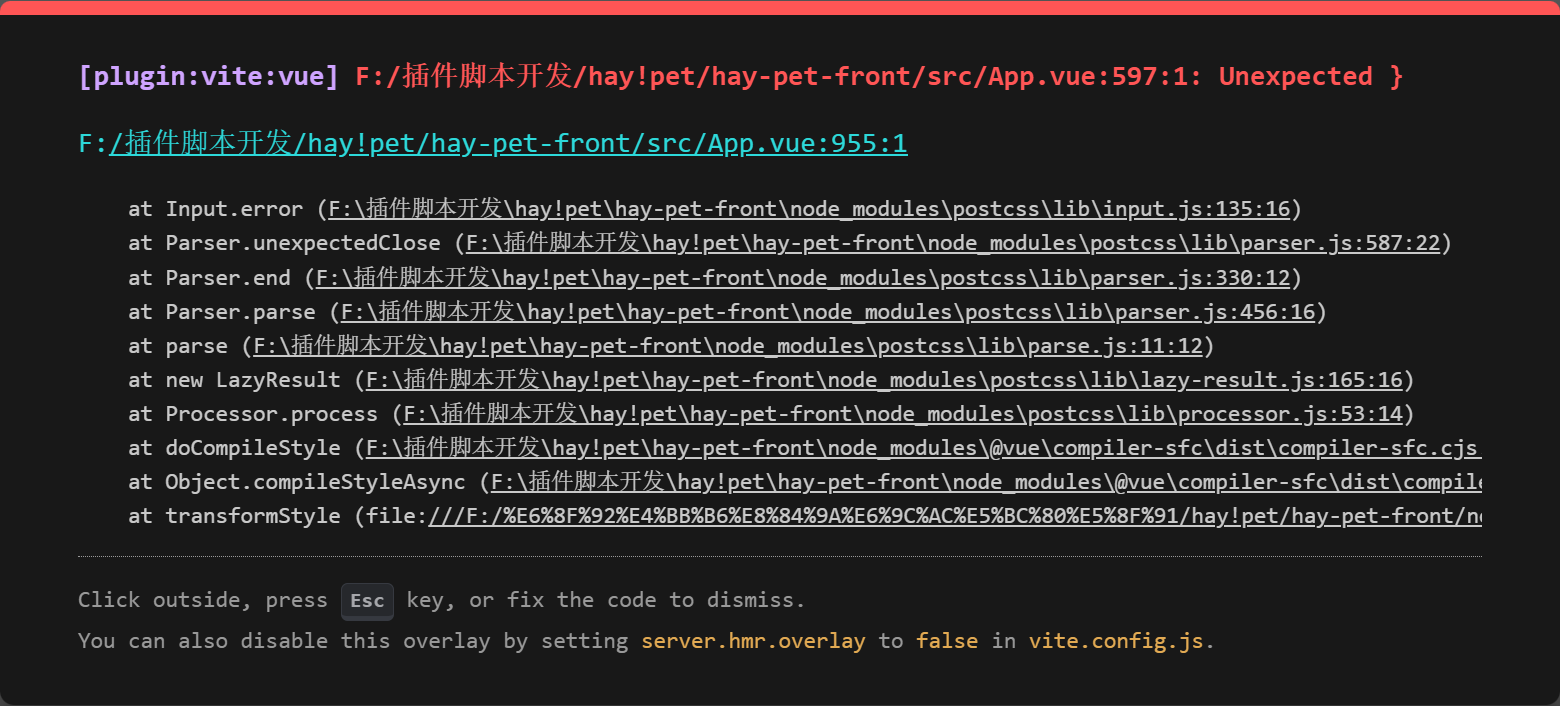 [plugin:vite:vue] F:/插件脚本开发/hay!pet/hay-pet-front/src/App.vue:597:1: Unexpected }
F:/插件脚本开发/hay!pet/hay-pet-front/src/App.vue:955:1
at Input.error (F:\插件脚本开发\hay!pet\hay-pet-front\node_modules\postcss\lib\input.js:135:16)
at Parser.unexpectedClose (F:\插件脚本开发\hay!pet\hay-pet-front\node_modules\postcss\lib\parser.js:587:22)
at Parser.end (F:\插件脚本开发\hay!pet\hay-pet-front\node_modules\postcss\lib\parser.js:330:12)
at Parser.parse (F:\插件脚本开发\hay!pet\hay-pet-front\node_modules\postcss\lib\parser.js:456:16)
at parse (F:\插件脚本开发\hay!pet\hay-pet-front\node_modules\postcss\lib\parse.js:11:12)
at new LazyResult (F:\插件脚本开发\hay!pet\hay-pet-front\node_modules\postcss\lib\lazy-result.js:165:16)
at Processor.process (F:\插件脚本开发\hay!pet\hay-pet-front\node_modules\postcss\lib\processor.js:53:14)
at doCompileStyle (F:\插件脚本开发\hay!pet\hay-pet-front\node_modules\@vue\compiler-sfc\dist\compiler-sfc.cjs.
at Object.compileStyleAsync (F:\插件脚本开发\hay!pet\hay-pet-front\node_modules\@vue\compiler-sfc\dist\compile
at transformStyle (file:///F:/%E6%8F%92%E4%BB%B6%E8%84%9A%E6%9C%AC%E5%BC%80%E5%8F%91/hay!pet/hay-pet-front/no
Click outside, press Esc key, or fix the code to dismiss.
You can also disable this overlay by setting server.hmr.overlay to false in vite.config.js.